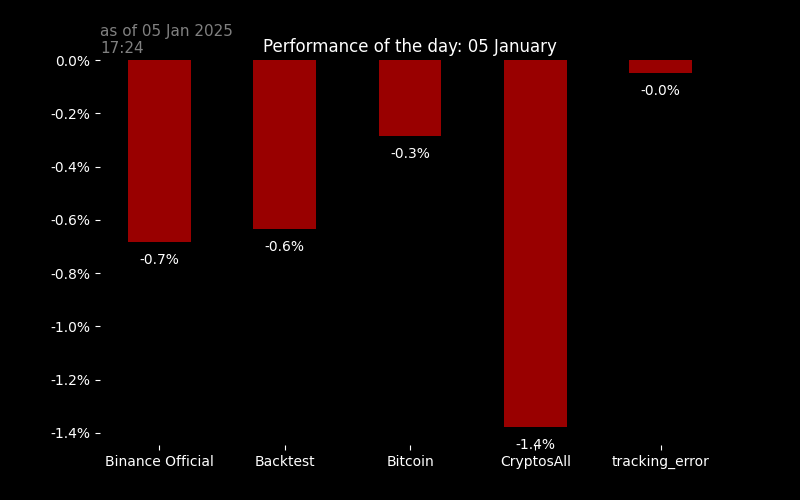 as of 05 Jan 2025
17:24
Performance of the day: 05 January
0.0%
-0.2%
-0.4%
-0.6%
-0.8%
-1.0%
-1.2%
-1.4%
-0.7%
-0.6%
-0.3%
-1.4%
-0.0%
Binance Official
Backtest
Bitcoin
CryptosAll
tracking_error